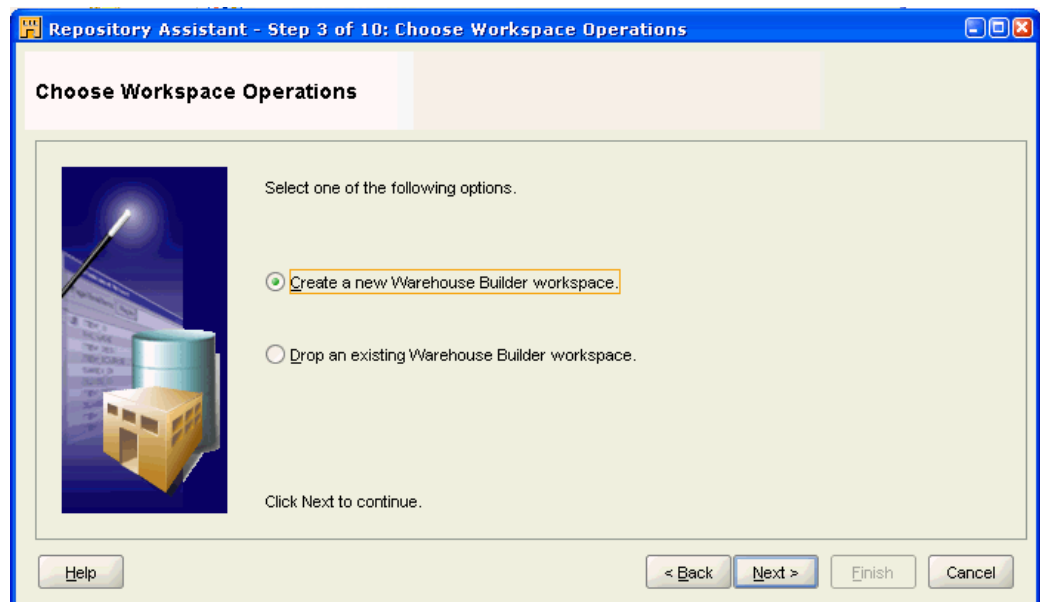 Repository Assistant - Step 3 of 10: Choose Workspace Operations
Choose Workspace Operations
Select one of the following options.
Create a new Warehouse Builder workspace.
Drop an existing Warehouse Builder workspace.
Click Next to continue.
Help
< Back
Next >
Finish
Cancel